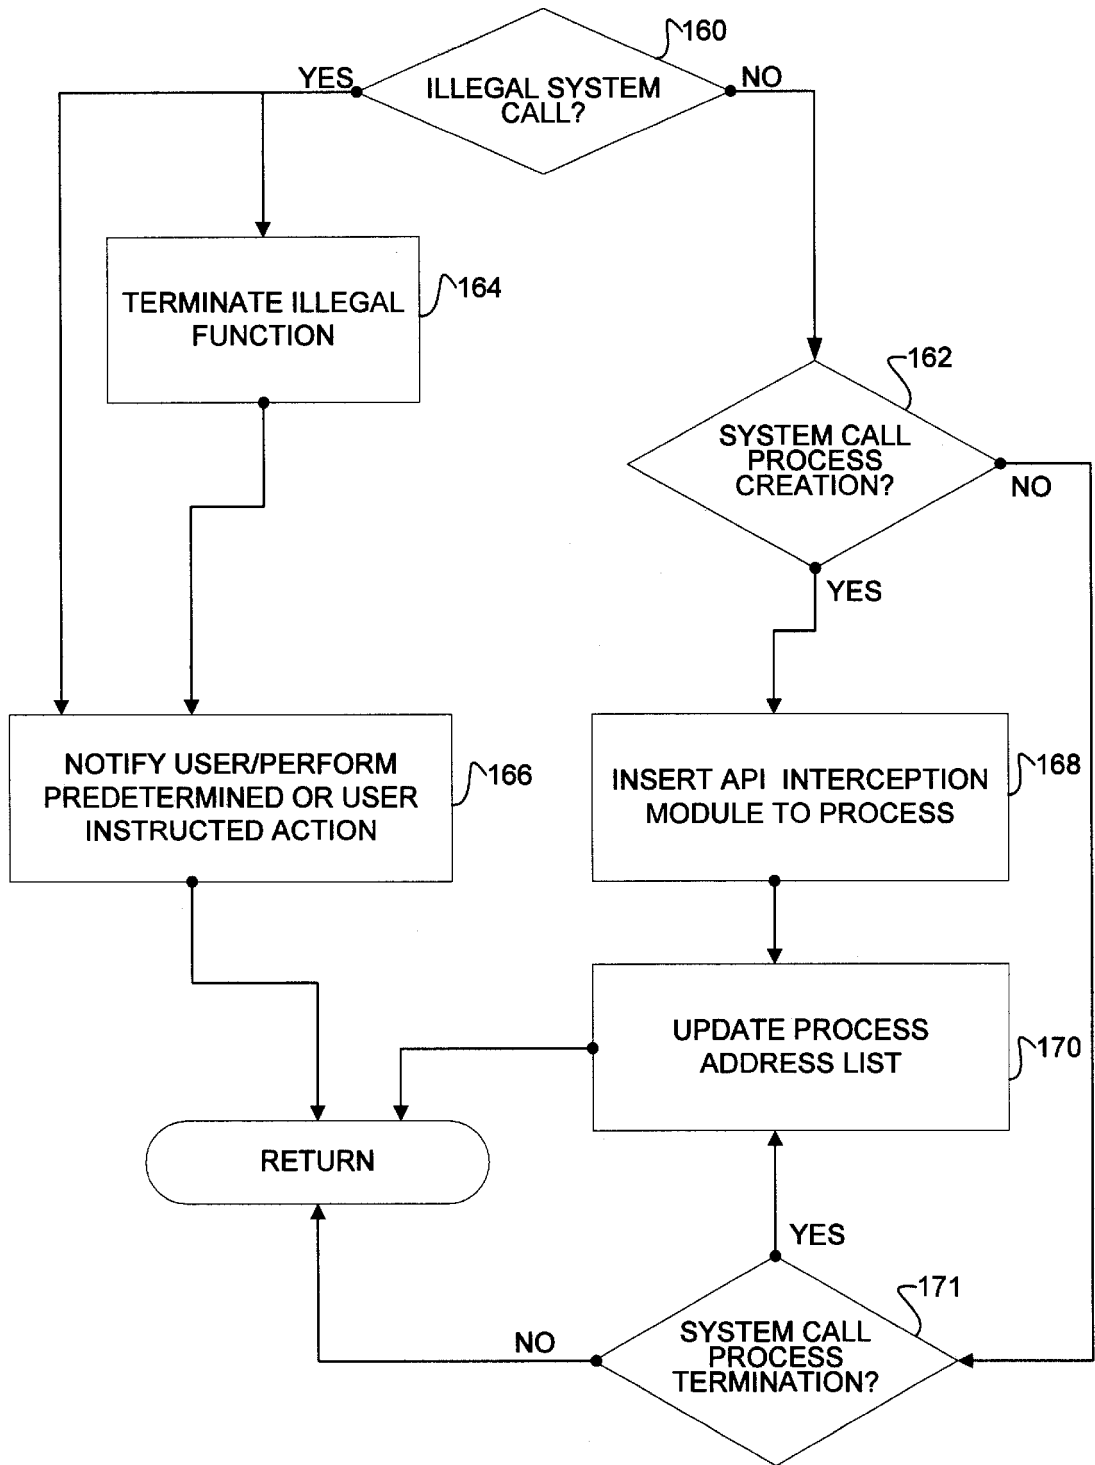 160
YES
ILLEGAL SYSTEM
CALL?
NO
TERMINATE ILLEGAL
FUNCTION
164
162
SYSTEM CALL
PROCESS
CREATION?
NO
YES
NOTIFY USER/PERFORM
PREDETERMINED OR USER
INSTRUCTED ACTION
166
INSERT API INTERCEPTION
MODULE TO PROCESS
168
UPDATE PROCESS
ADDRESS LIST
170
RETURN
YES
171
NO
SYSTEM CALL
PROCESS
TERMINATION?